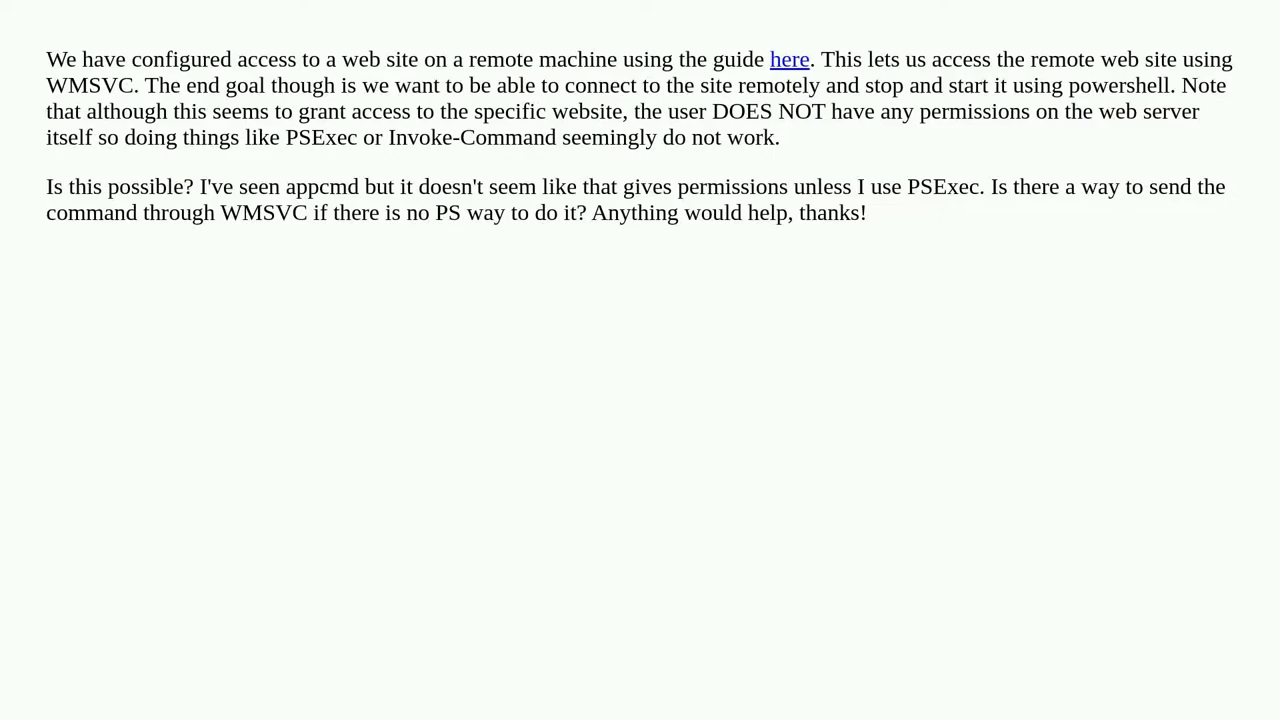 We have configured access to a web site on a remote machine using the guide here. This lets us access the remote web site using
WMSVC. The end goal though is we want to be able to connect to the site remotely and stop and start it using powershell. Note
that although this seems to grant access to the specific website, the user DOES NOT have any permissions on the web server
itself so doing things like PSExec or Invoke-Command seemingly do not work.
Is this possible? I've seen appcmd but it doesn't seem like that gives permissions unless I use PSExec. Is there a way to send the
command through WMSVC if there is no PS way to do it? Anything would help, thanks!